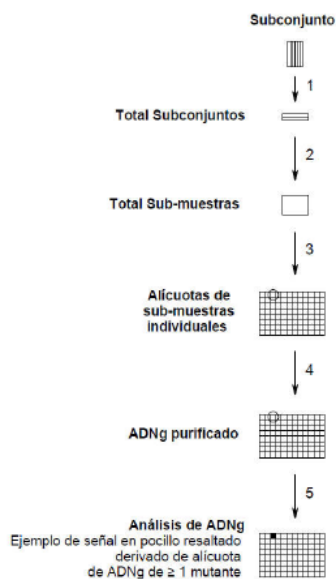 Subconjunto
1
Total Subconjuntos
2
Total Sub-muestras
3
Alícuotas de
sub-muestras
individuales
4
ADNg purificado
5
Análisis de ADNg
Ejemplo de señal en pocillo resaltado
derivado de alícuota
de ADNg de ≥ 1 mutante